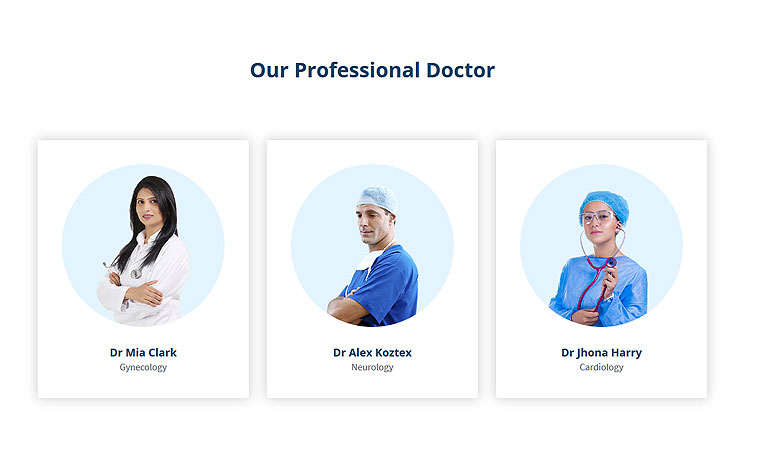 Our Professional Doctor
Dr Mia Clark
Gynecology
Dr Alex Koztex
Neurology
Dr Jhona Harry
Cardiology